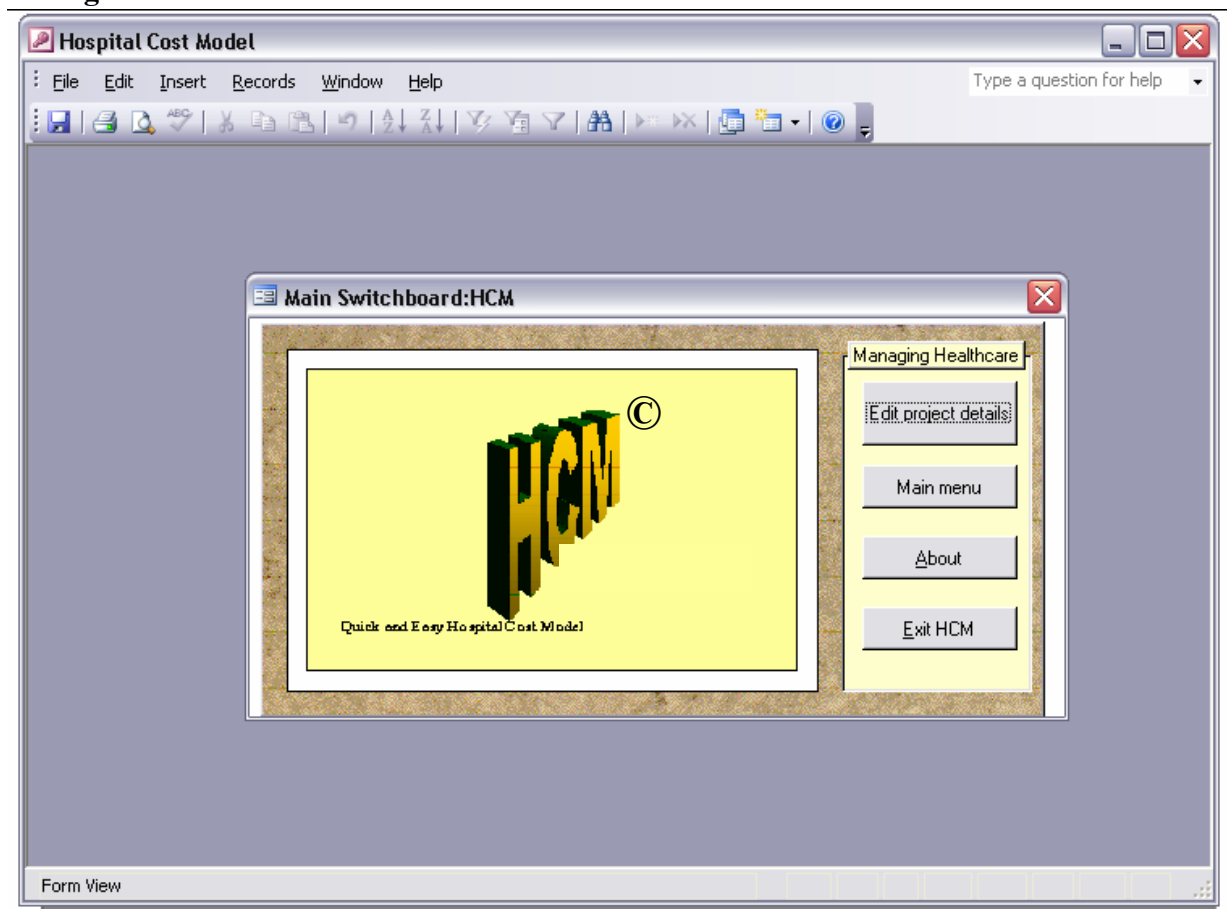 Hospital Cost Model
File Edit Insert Records Window Help
Type a question for help
Main Switchboard:HCM
Managing Healthcare
HCM©
Edit project details
Main menu
About
Exit HCM
Quick and Easy Hospital Cost Model
Form View